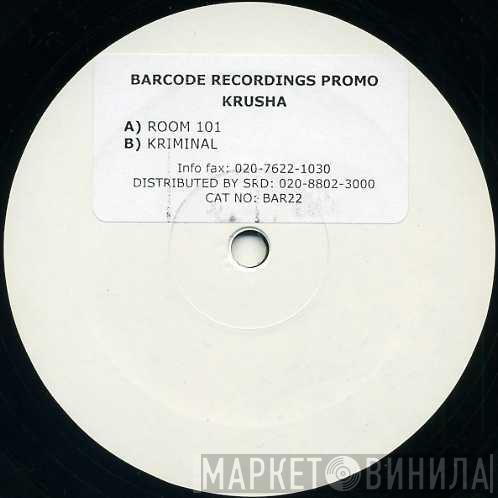 BARCODE RECORDINGS PROMO
KRUSHA
A) ROOM 101
B) KRIMINAL
Info fax: 020-7622-1030
DISTRIBUTED BY SRD: 020-8802-3000
CAT NO: BAR22
МАРКЕТ ВИНИЛА